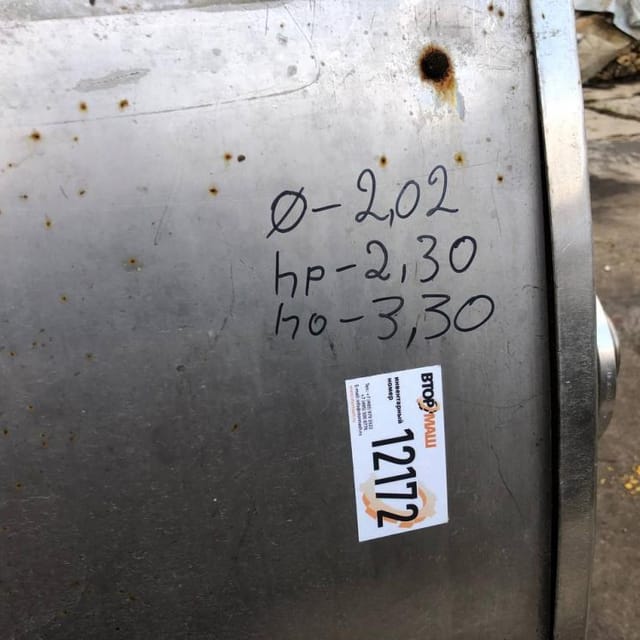 Ø-2,02
hp-2,30
ho-3,30
ВТОРМАШ
инвентарный
номер
12172